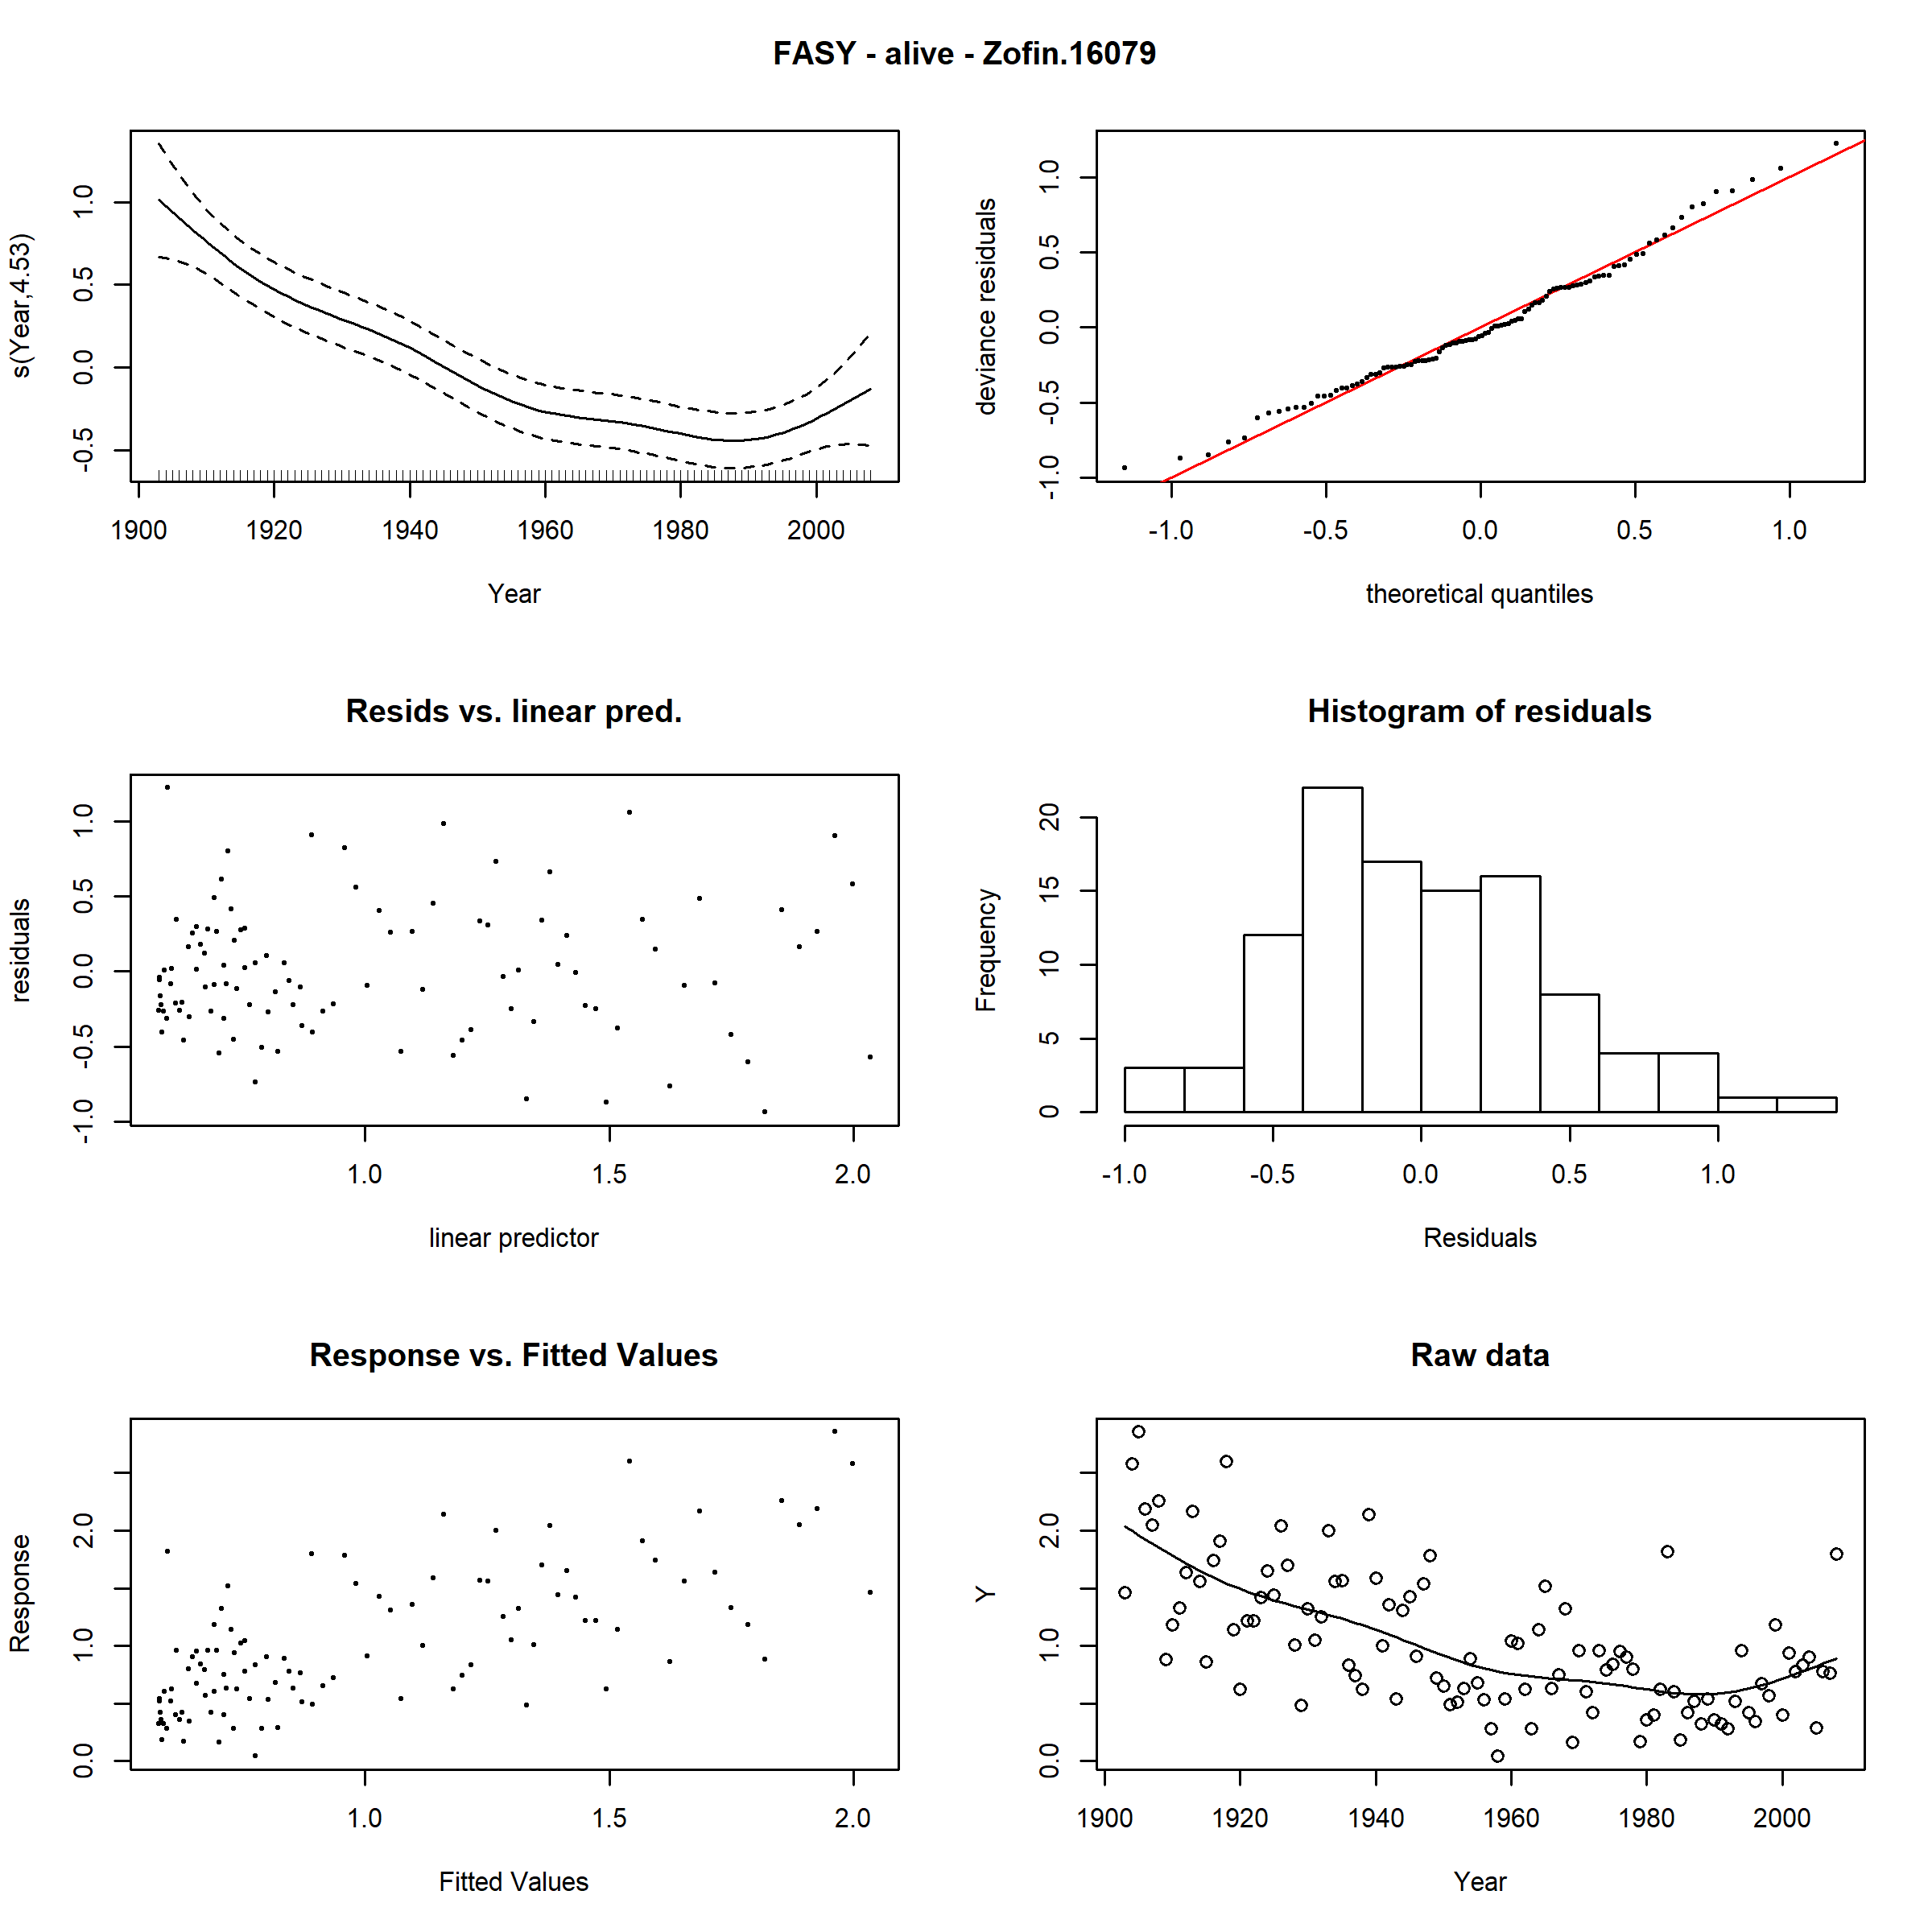 FASY - alive - Zofin.16079
s(Year,4.53)
-0.5 0.0 0.5 1.0
1900 1920 1940 1960 1980 2000
Year
deviance residuals
-1.0 -0.5 0.0 0.5 1.0
-1.0 -0.5 0.0 0.5 1.0
theoretical quantiles
Resids vs. linear pred.
residuals
-1.0 -0.5 0.0 0.5 1.0
1.0 1.5 2.0
linear predictor
Histogram of residuals
Frequency
0 5 10 15 20
-1.0 -0.5 0.0 0.5 1.0
Residuals
Response vs. Fitted Values
Response
0.0 1.0 2.0
1.0 1.5 2.0
Fitted Values
Raw data
Y
0.0 1.0 2.0
1900 1920 1940 1960 1980 2000
Year